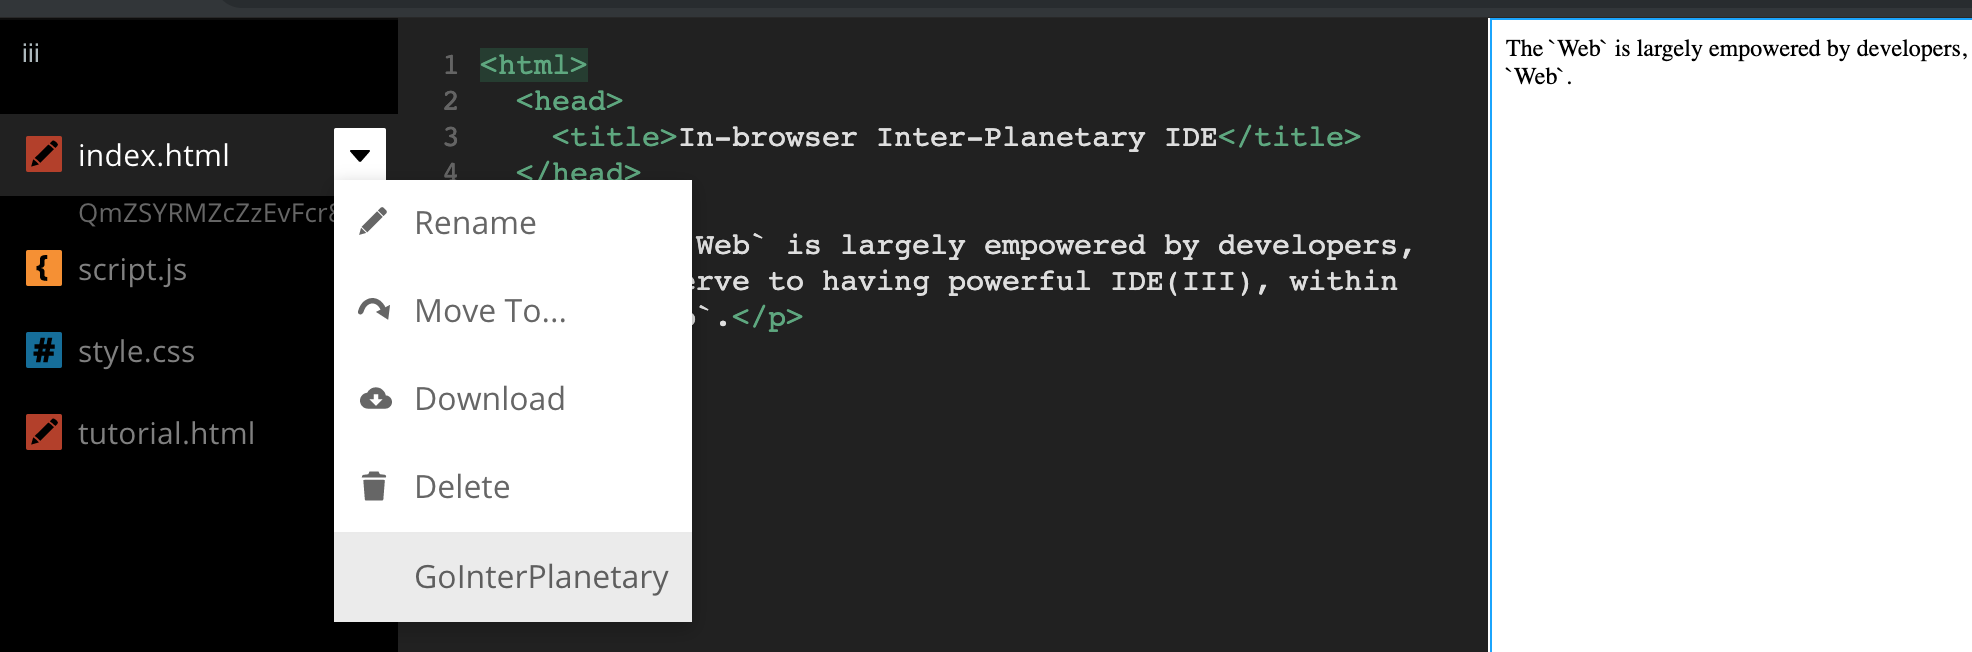 iii
index.html
QmZSYRMZcZzEvFcr
script.js
style.css
tutorial.html
Rename
Move To...
Download
Delete
GoInterPlanetary
1 <html>
2 <head>
3 <title>In-browser Inter-Planetary IDE</title>
4 </head>
Web` is largely empowered by developers,
rve to having powerful IDE(III), within
`.</p>
The `Web` is largely empowered by developers,
`Web`.